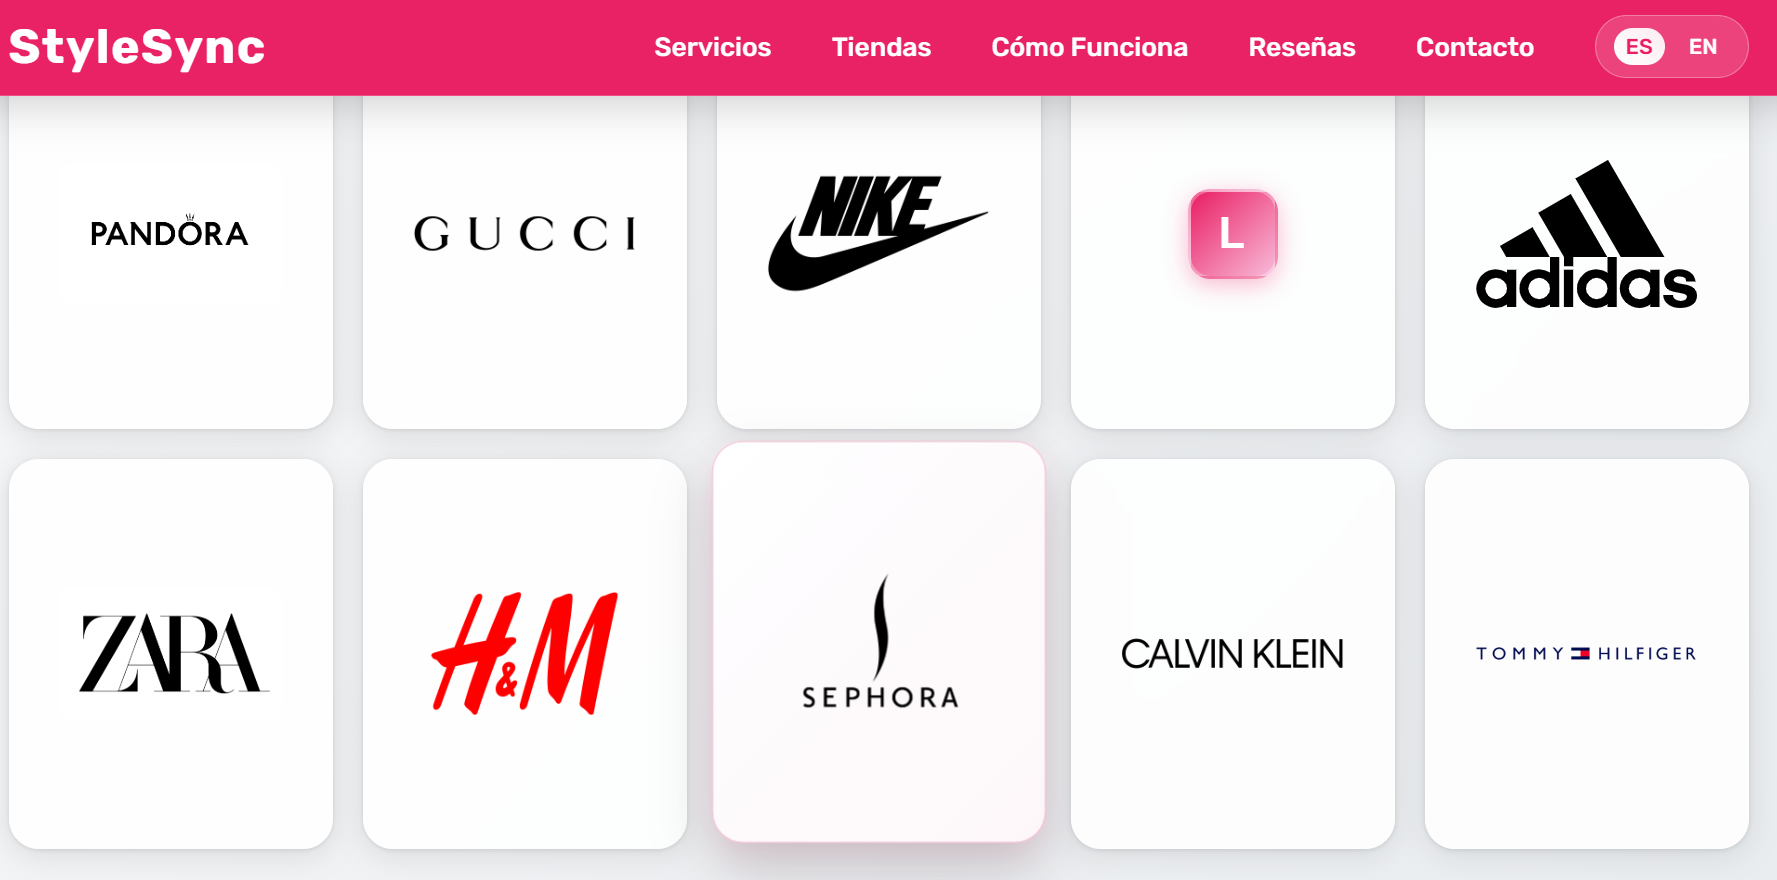 StyleSync
Servicios Tiendas Cómo Funciona Reseñas Contacto ES EN
PANDORA
GUCCI
NIKE
L
adidas
ZARA
H&M
SEPHORA
CALVIN KLEIN
TOMMY HILFIGER